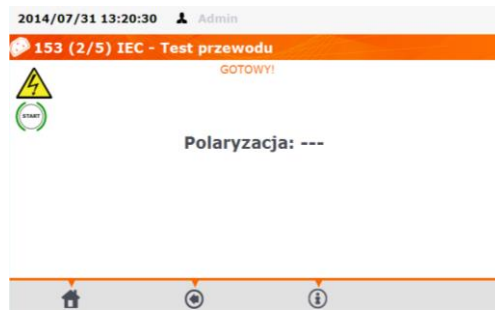 2014/07/31 13:20:30 Admin
153 (2/5) IEC - Test przewodu
GOTOWY!
START
Polaryzacja: ---